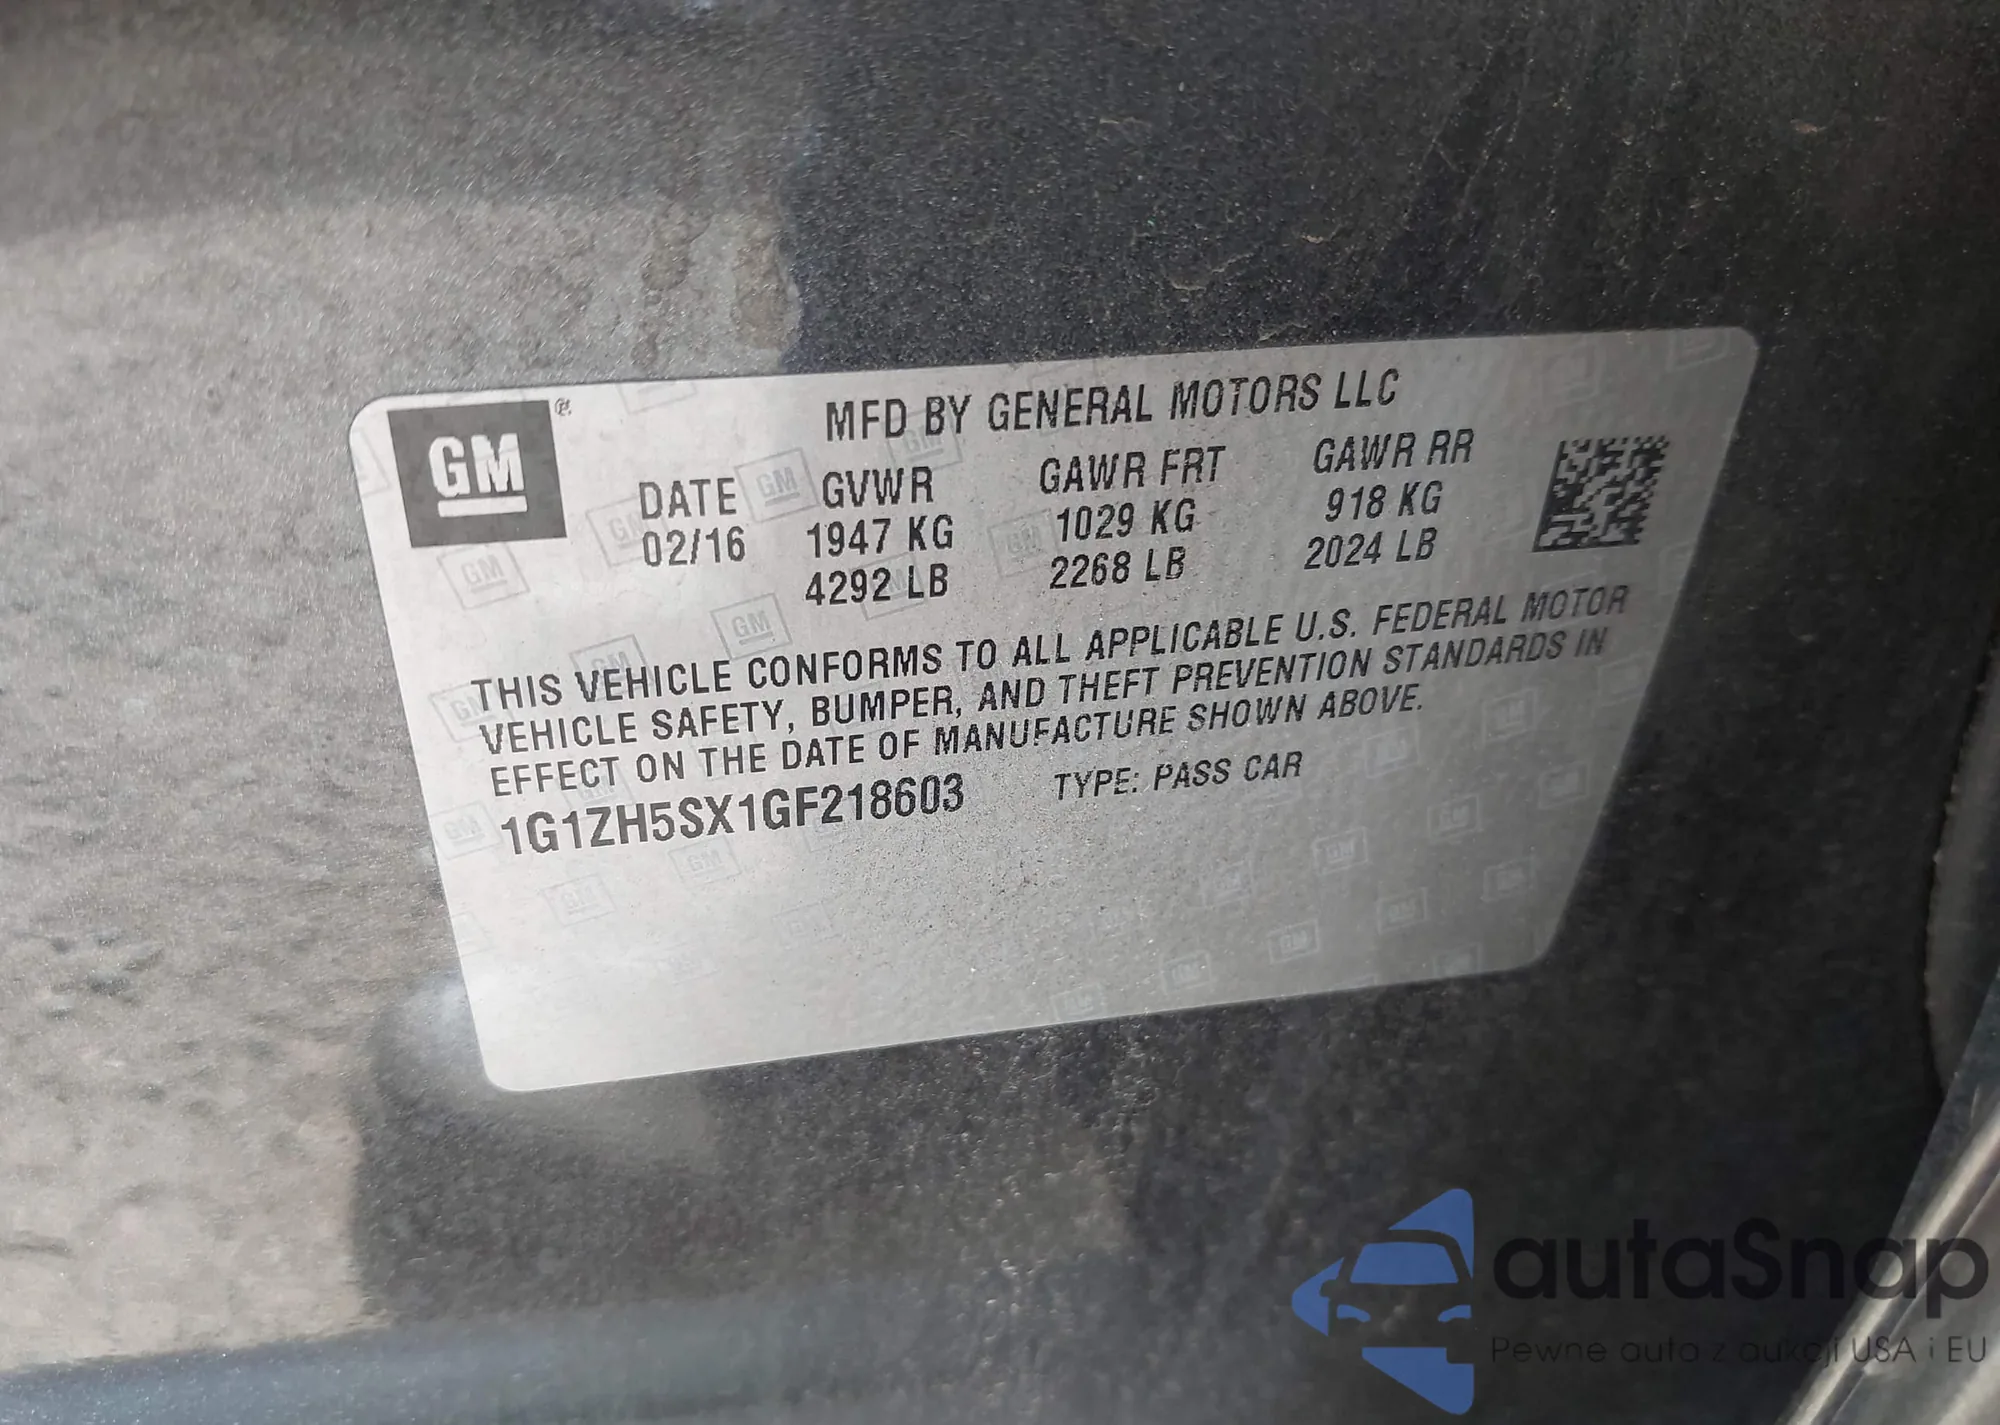 GM
MFD BY GENERAL MOTORS LLC
DATE GVWR GAWR FRT GAWR RR
02/16 1947 KG 1029 KG 918 KG
4292 LB 2268 LB 2024 LB
THIS VEHICLE CONFORMS TO ALL APPLICABLE U.S. FEDERAL MOTOR
VEHICLE SAFETY, BUMPER, AND THEFT PREVENTION STANDARDS IN
EFFECT ON THE DATE OF MANUFACTURE SHOWN ABOVE.
1G1ZH5SX1GF218603 TYPE: PASS CAR
autaSnap
Pewne auta z aukcji USA i EU